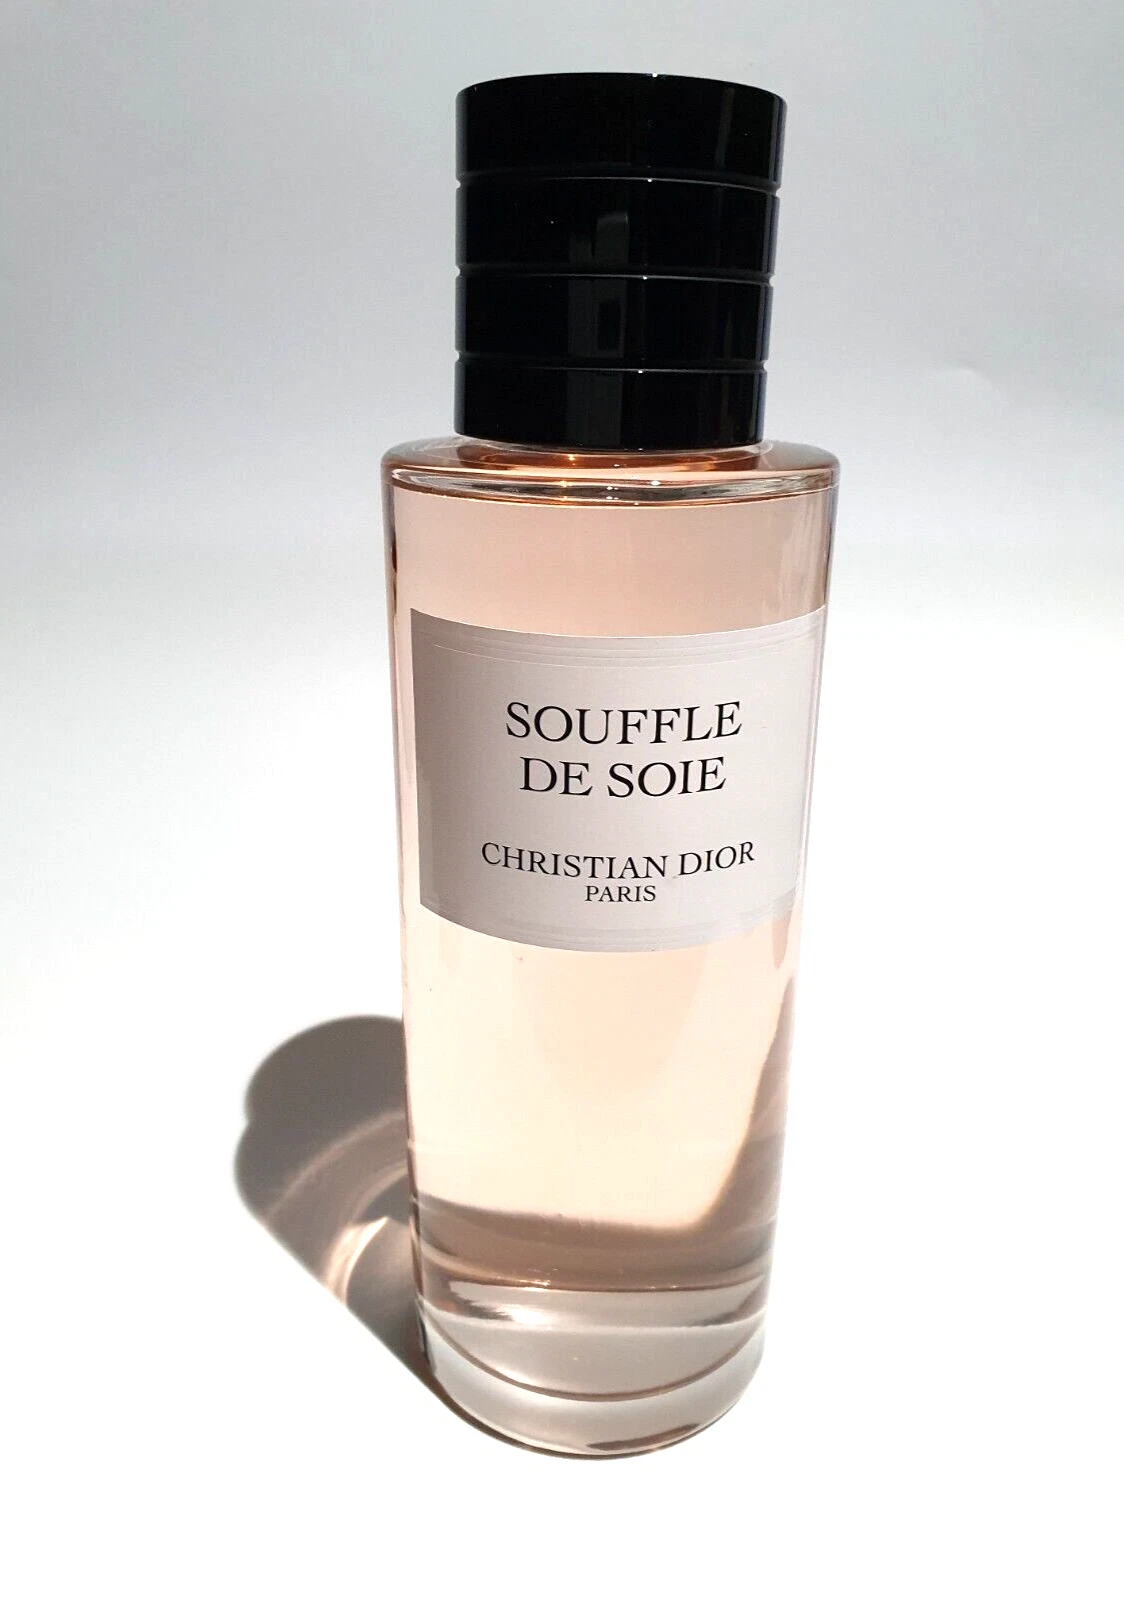 SOUFFLE
DE SOIE
CHRISTIAN DIOR
PARIS